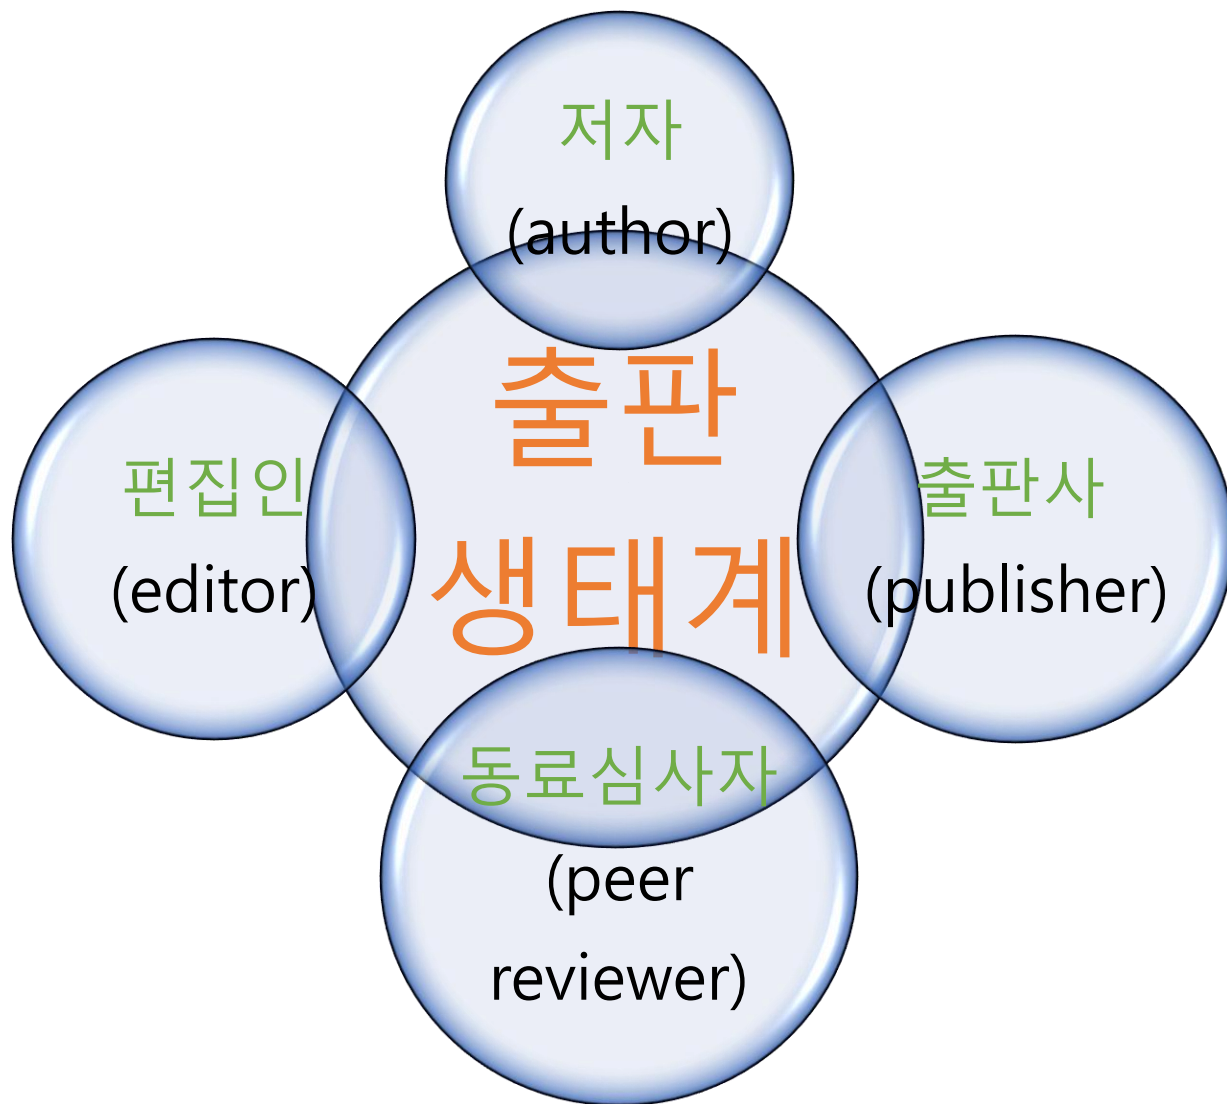 저자
(author)
출판
생태계
편집인
(editor)
출판사
(publisher)
동료심사자
(peer
reviewer)